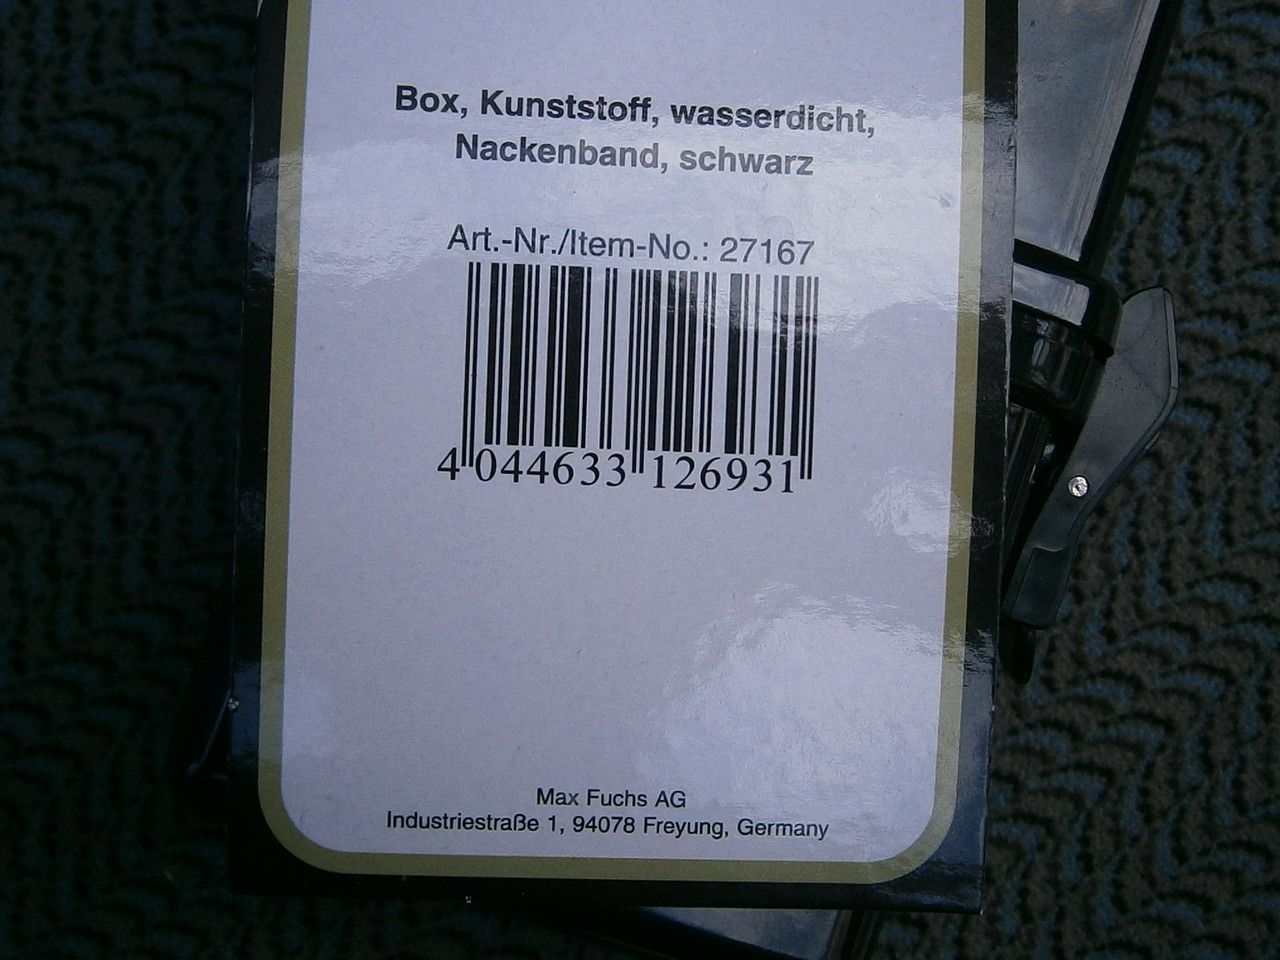 Box, Kunststoff, wasserdicht,
Nackenband, schwarz
Art.-Nr./Item-No.: 27167
4 044633 126931
Max Fuchs AG
Industriestraße 1, 94078 Freyung, Germany